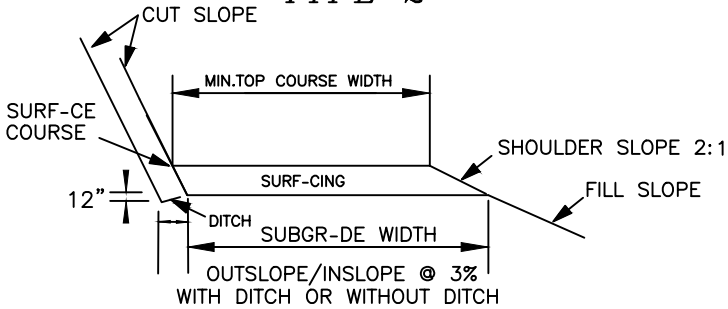 CUT SLOPE
MIN.TOP COURSE WIDTH
SURF-CE
COURSE
SHOULDER SLOPE 2:1
SURF-CING
FILL SLOPE
12"
DITCH
SUBGR-DE WIDTH
OUTSLOPE/INSLOPE @ 3%
WITH DITCH OR WITHOUT DITCH